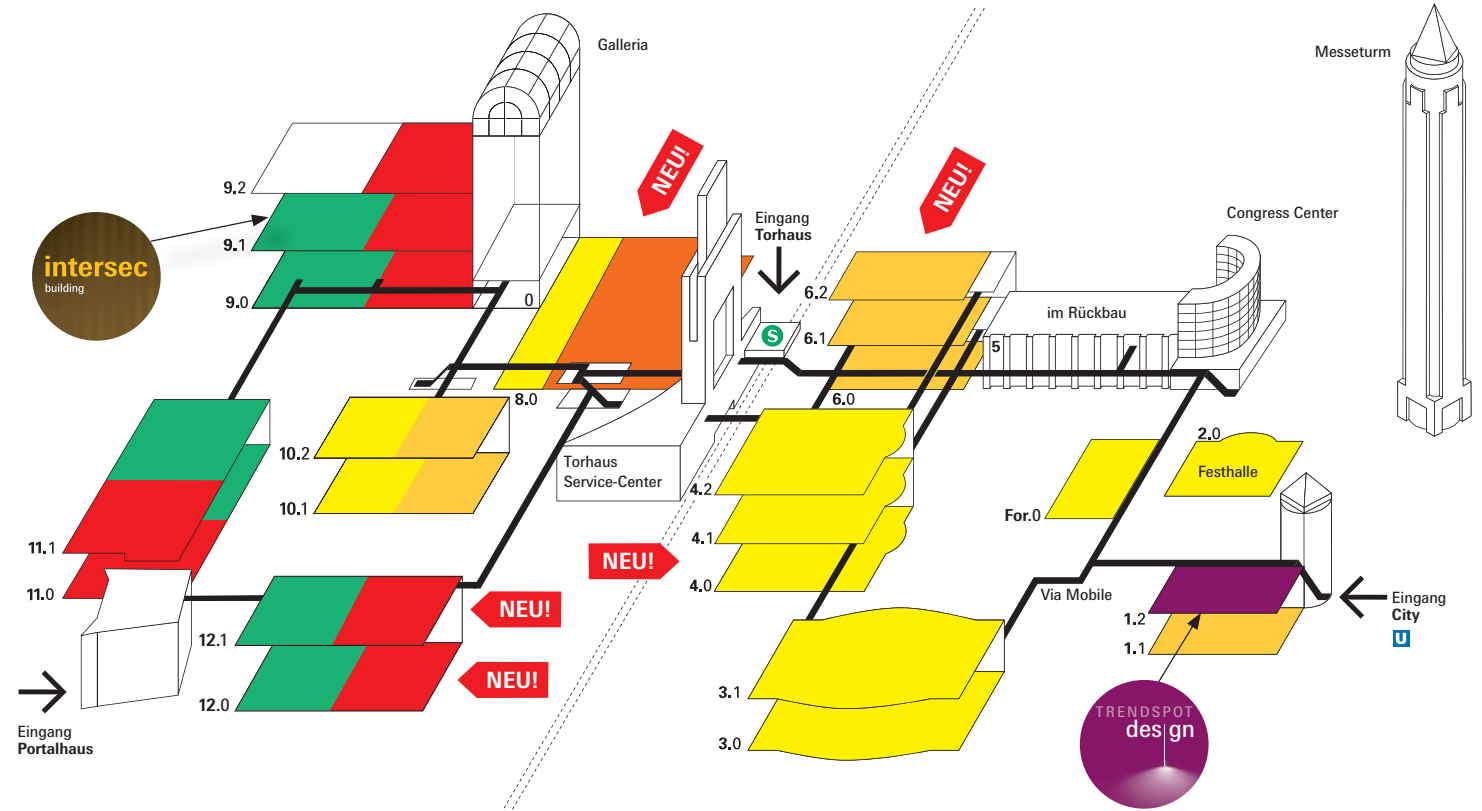 Galleria
Messeturm
NEU!
NEU!
Congress Center
Eingang
Torhaus
9.2
9.1
9.0
intersec
building
0
S
6.2
6.1
6.0
im Rückbau
5
8.0
4
10.2
10.1
Torhaus
Service-Center
4.2
4.1
4.0
NEU!
2.0
Festhalle
For.0
11.1
11.0
12.1
12.0
NEU!
NEU!
Via Mobile
1.2
1.1
Eingang
City
U
3.1
3.0
Eingang
Portalhaus
TRENDSPOT
design